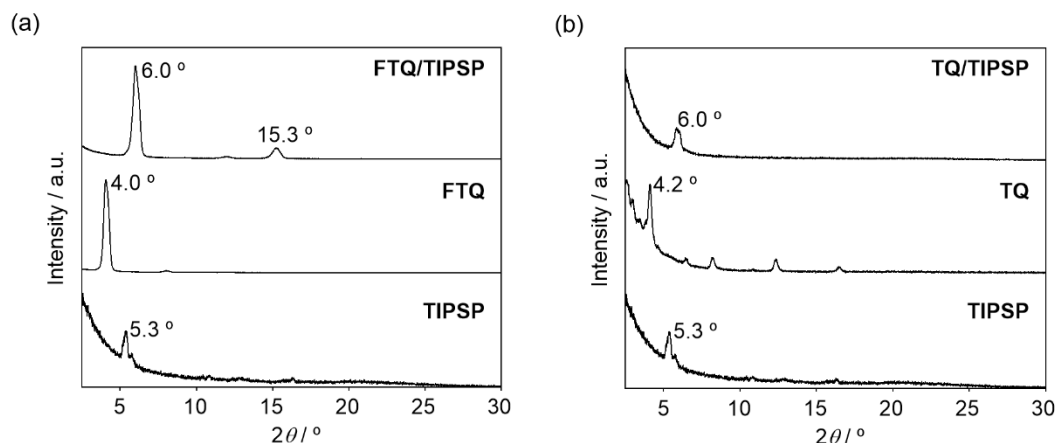 (a)
FTQ/TIPSP
6.0 º
15.3 º
FTQ
4.0 º
TIPSP
5.3 º
Intensity / a.u.
5 10 15 20 25 30
2θ / º
(b)
TQ/TIPSP
6.0 º
TQ
4.2 º
TIPSP
5.3 º
Intensity / a.u.
5 10 15 20 25 30
2θ / º